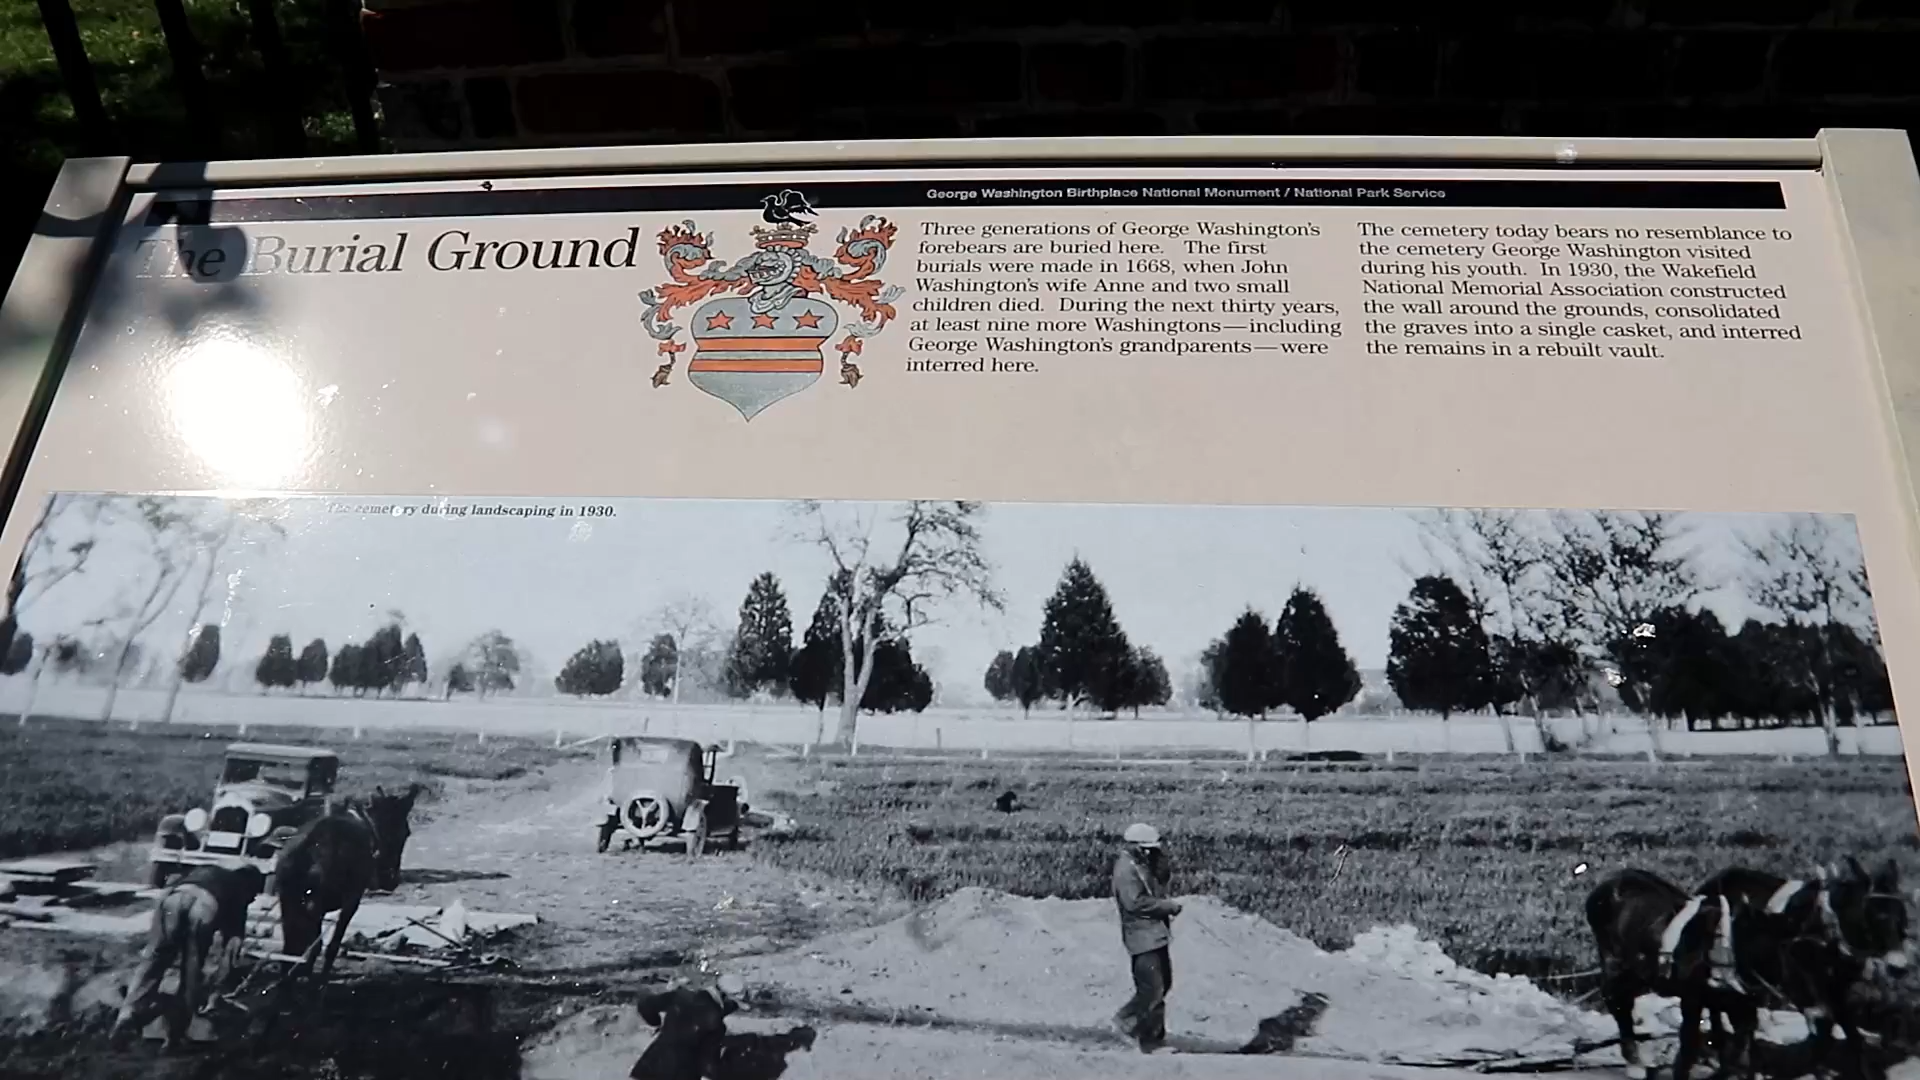 George Washington Birthplace National Monument / National Park Service
The Burial Ground
Three generations of George Washington's
forebears are buried here. The first
burials were made in 1668, when John
Washington's wife Anne and two small
children died. During the next thirty years,
at least nine more Washingtons—including
George Washington's grandparents—were
interred here.
The cemetery today bears no resemblance to
the cemetery George Washington visited
during his youth. In 1930, the Wakefield
National Memorial Association constructed
the wall around the grounds, consolidated
the graves into a single casket, and interred
the remains in a rebuilt vault.
The cemetery during landscaping in 1930.